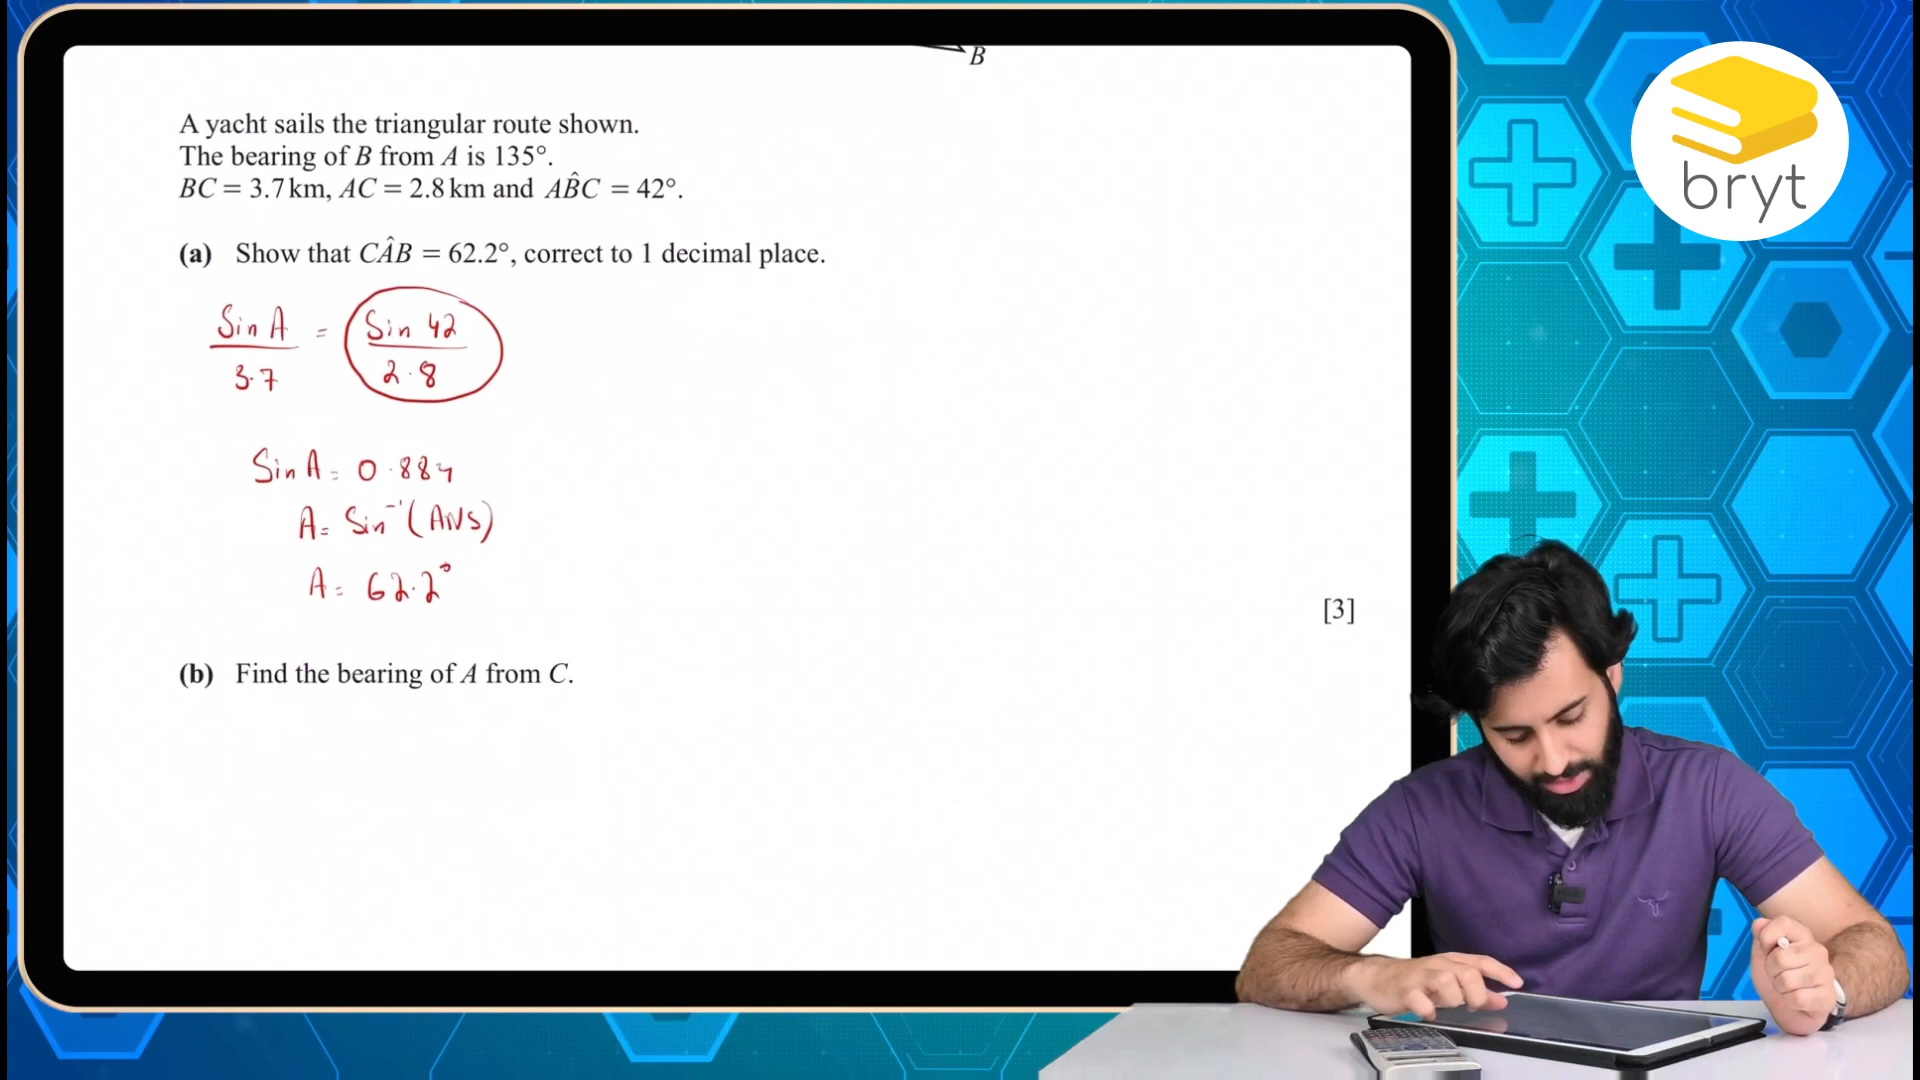 B
bryt
A yacht sails the triangular route shown.
The bearing of B from A is 135°.
BC = 3.7 km, AC = 2.8 km and AB̂C = 42°.
(a) Show that CÂB = 62.2°, correct to 1 decimal place.
Sin A / 3.7 = Sin 42 / 2.8
Sin A = 0.884
A = Sin⁻¹ (ANS)
A = 62.2°
[3]
(b) Find the bearing of A from C.